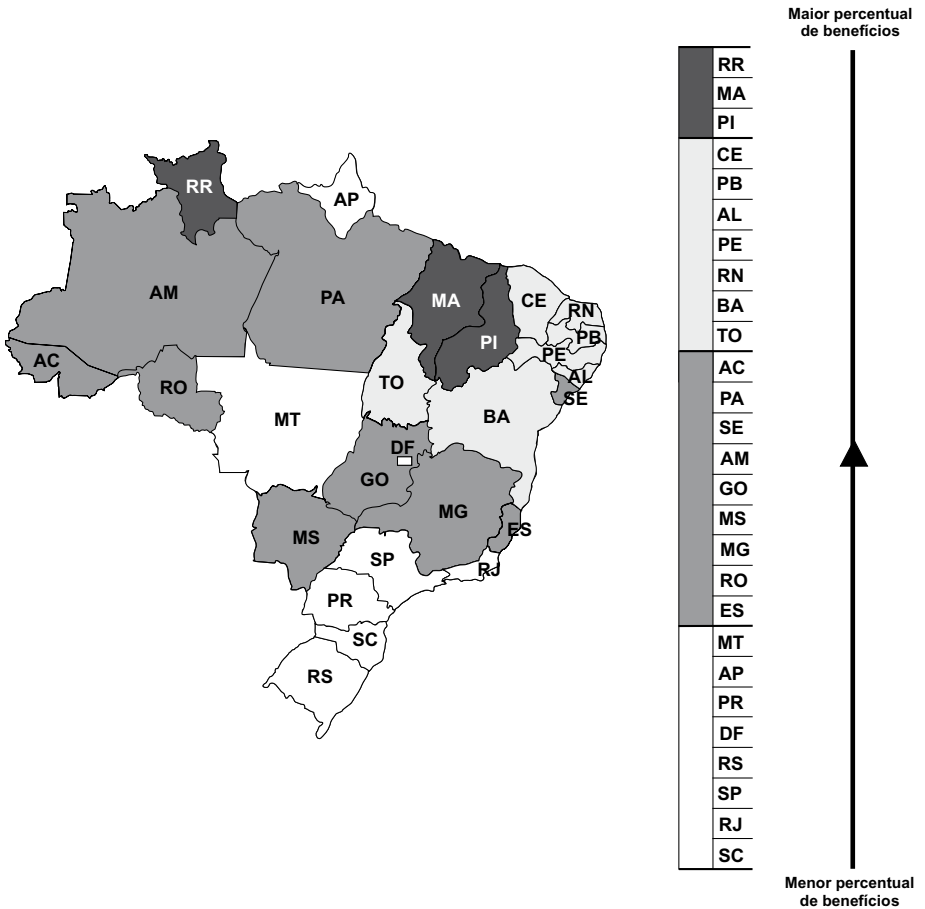 Maior percentual
de benefícios
RR
MA
PI
CE
PB
AL
PE
RN
BA
TO
AC
PA
SE
AM
GO
MS
MG
RO
ES
MT
AP
PR
DF
RS
SP
RJ
SC
Menor percentual
de benefícios
RR
AP
AM
PA
MA
CE
RN
PI
PB
PE
AC
RO
TO
AL
SE
MT
BA
DF
GO
MG
MS
ES
SP
RJ
PR
SC
RS